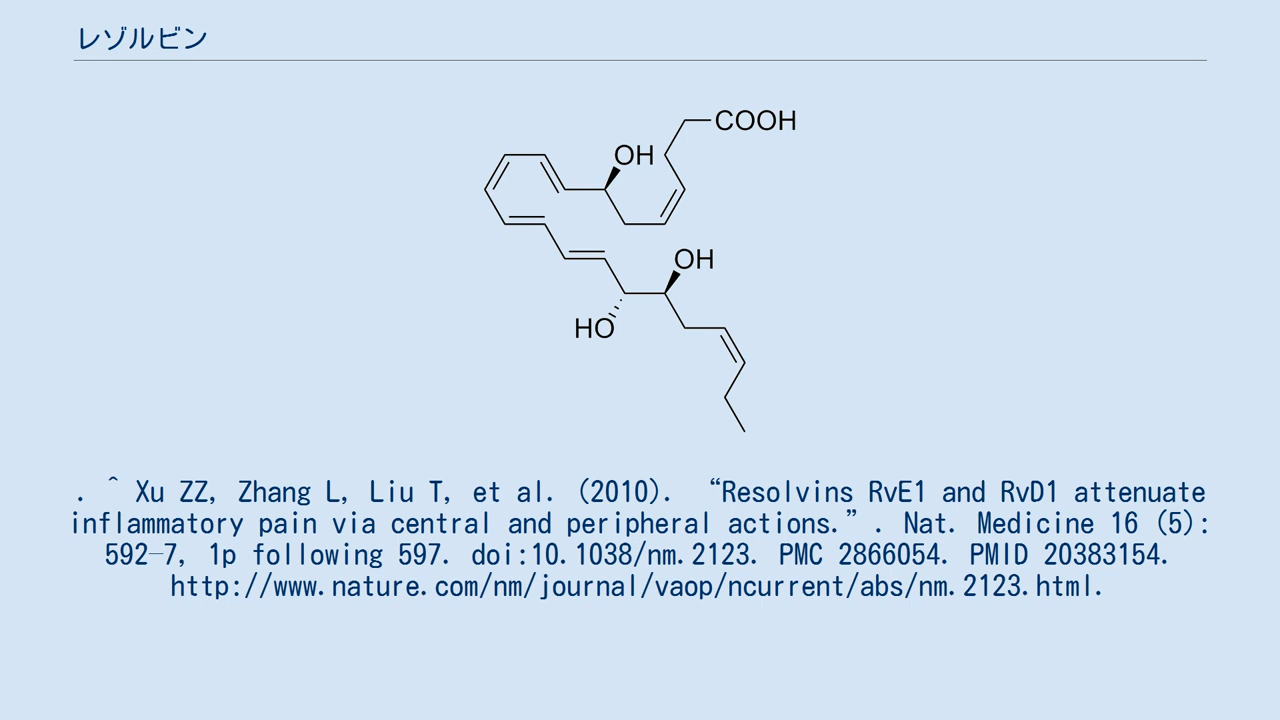 レゾルビン
COOH
OH
OH
HO
. ^ Xu ZZ, Zhang L, Liu T, et al. (2010). “Resolvins RvE1 and RvD1 attenuate
inflammatory pain via central and peripheral actions.”. Nat. Medicine 16 (5):
592–7, 1p following 597. doi:10.1038/nm.2123. PMC 2866054. PMID 20383154.
http://www.nature.com/nm/journal/vaop/ncurrent/abs/nm.2123.html.